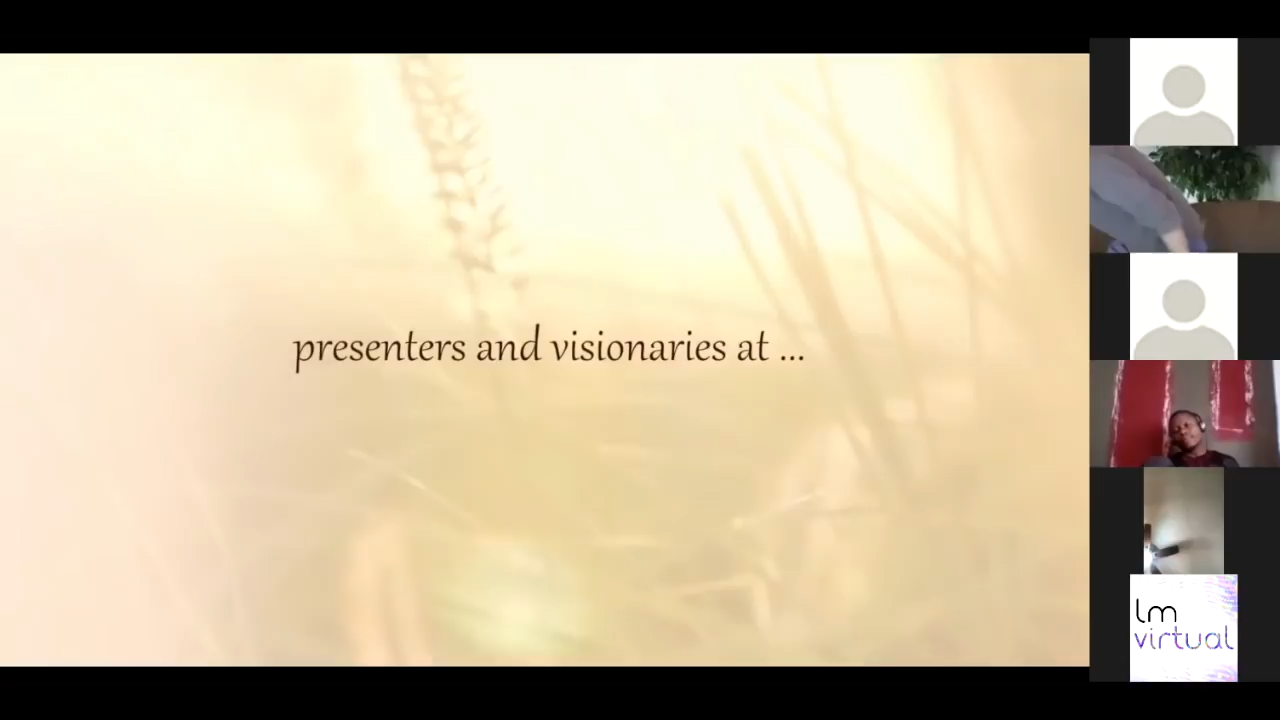 presenters and visionaries at ...
lm
virtual